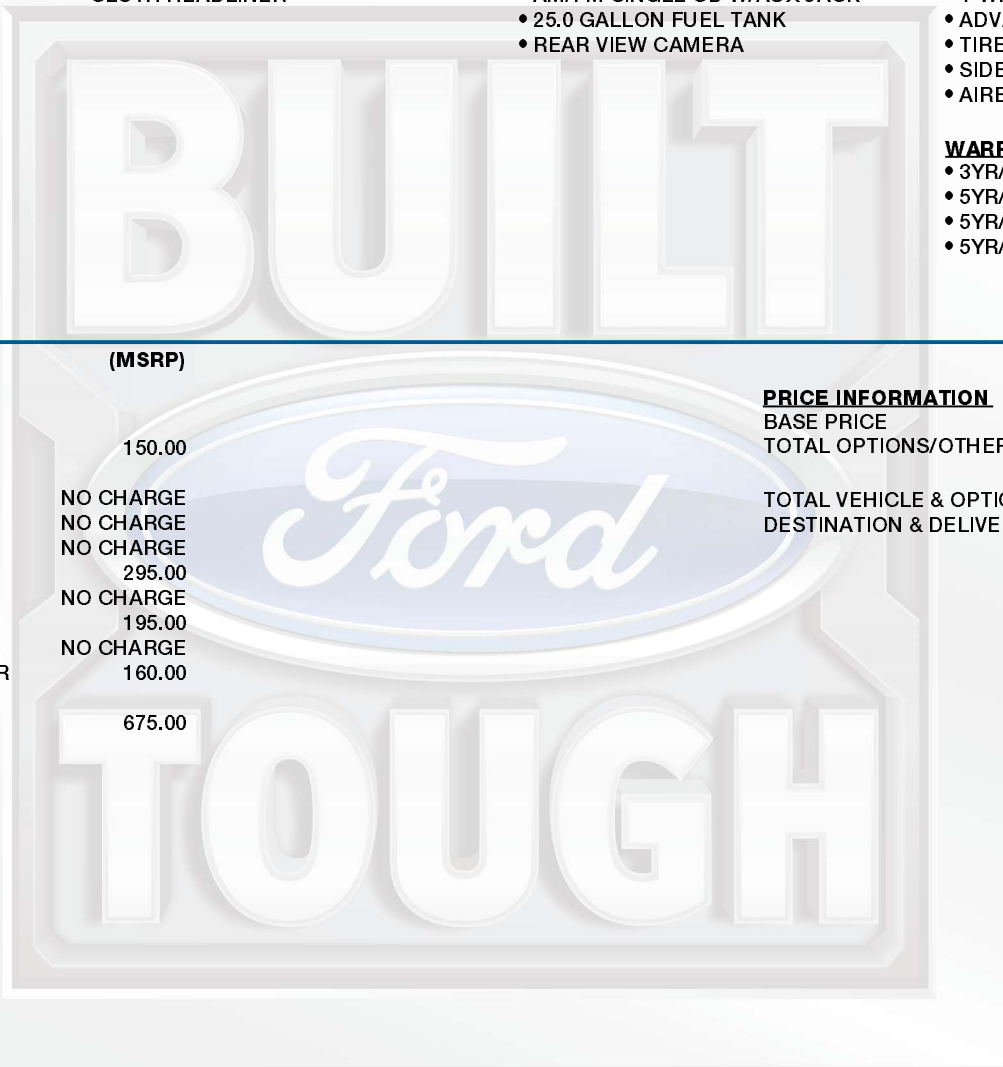 CLOTH HEADLINER
AM/FM SINGLE CD W/AUX JACK
• 25.0 GALLON FUEL TANK
• REAR VIEW CAMERA
• ADVA
• TIRE
• SIDE
• AIRB
WARR
• 3YR/
• 5YR/
• 5YR/
• 5YR/
BUILT
Ford
TOUGH
(MSRP)
150.00
NO CHARGE
NO CHARGE
NO CHARGE
295.00
NO CHARGE
195.00
NO CHARGE
R 160.00
675.00
PRICE INFORMATION
BASE PRICE
TOTAL OPTIONS/OTHER
TOTAL VEHICLE & OPTIO
DESTINATION & DELIVE